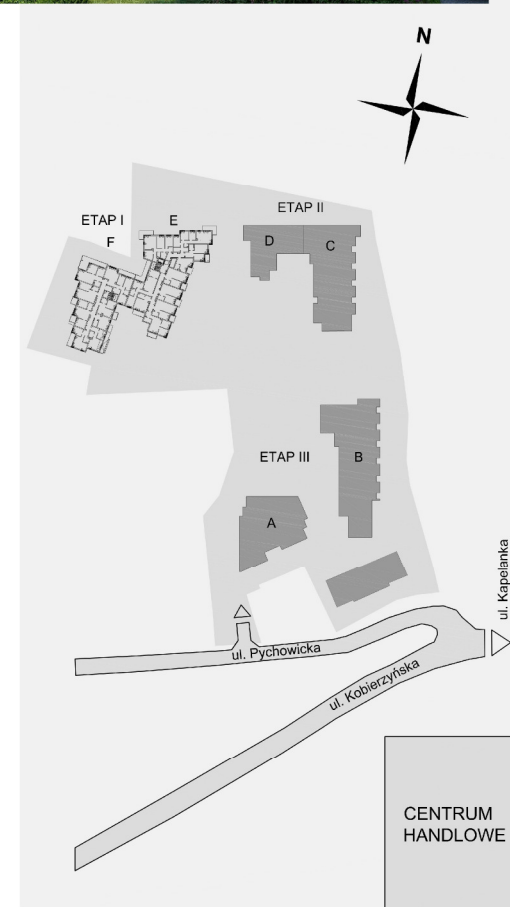 N
ETAP I
E
F
ETAP II
D
C
ETAP III
B
A
ul. Kapelanka
ul. Pychowicka
ul. Kobierzyńska
CENTRUM
HANDLOWE